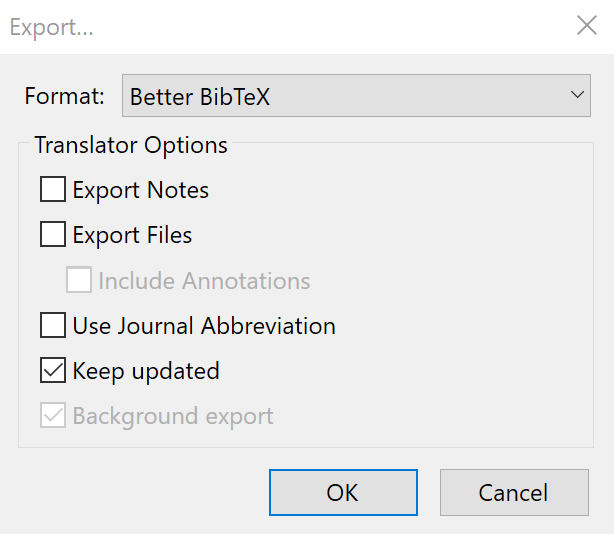 Export...
Format: Better BibTeX
Translator Options
Export Notes
Export Files
Include Annotations
Use Journal Abbreviation
Keep updated
Background export
OK Cancel